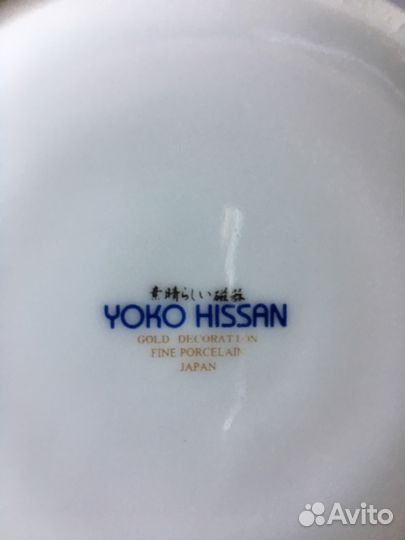 素晴らしい磁器
YOKO HISSAN
GOLD DECORATION
FINE PORCELAIN
JAPAN
Avito